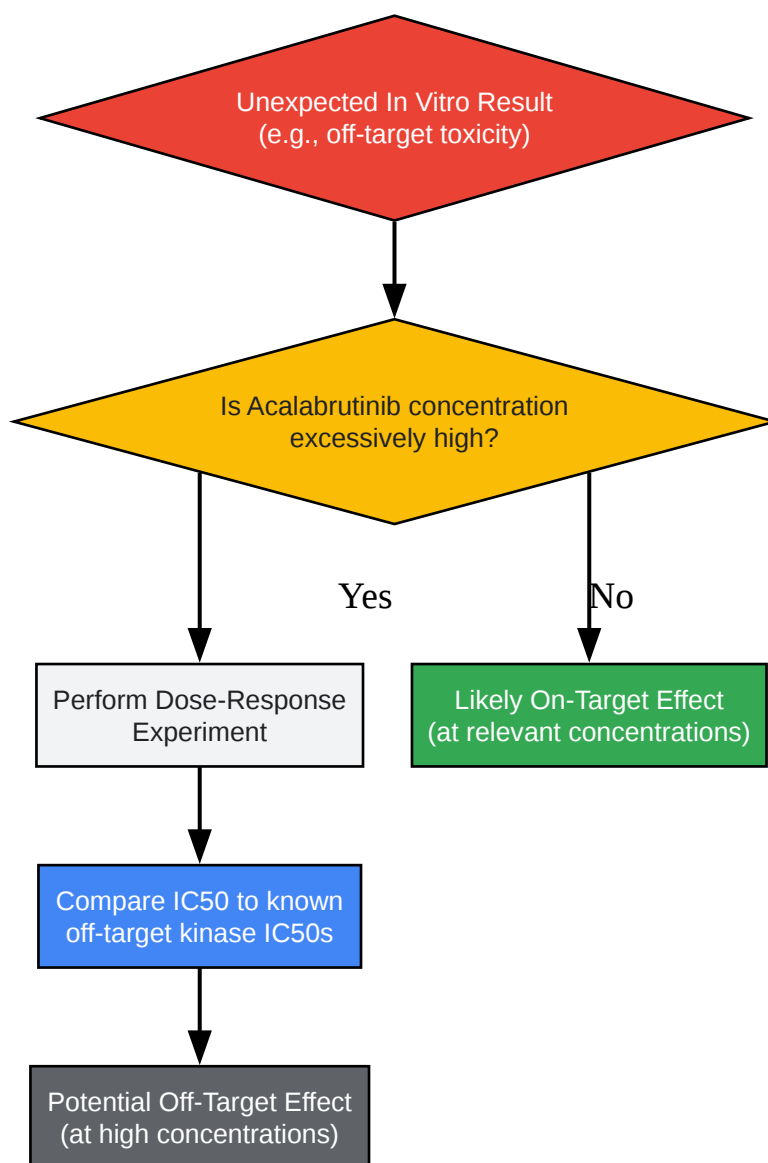 Unexpected In Vitro Result
(e.g., off-target toxicity)
Is Acalabrutinib concentration
excessively high?
Yes
No
Perform Dose-Response
Experiment
Likely On-Target Effect
(at relevant concentrations)
Compare IC50 to known
off-target kinase IC50s
Potential Off-Target Effect
(at high concentrations)